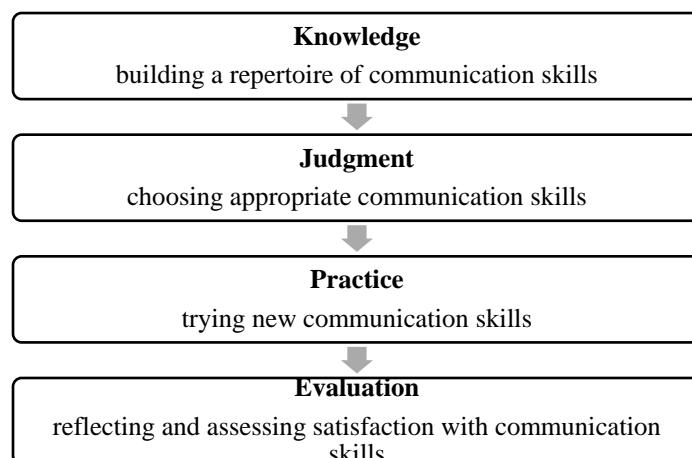 Knowledge
building a repertoire of communication skills
Judgment
choosing appropriate communication skills
Practice
trying new communication skills
Evaluation
reflecting and assessing satisfaction with communication
skills